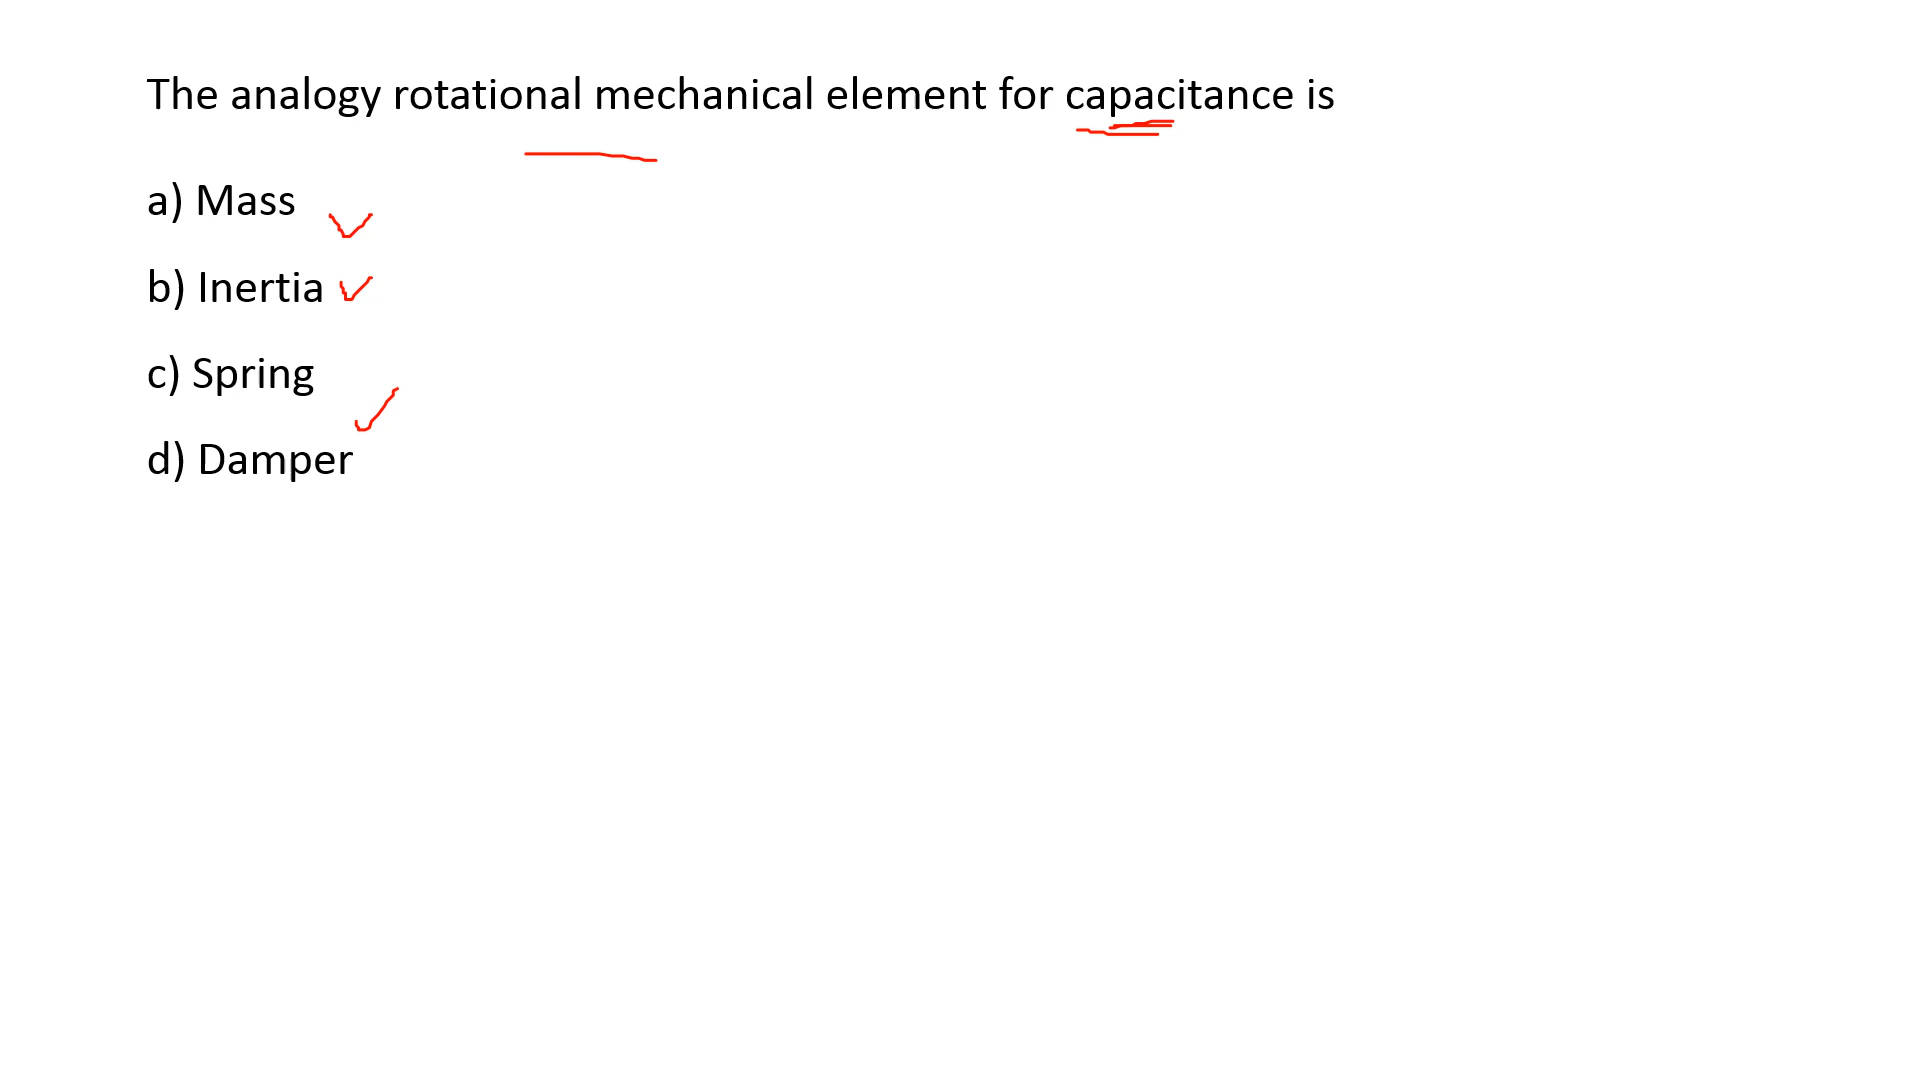 The analogy rotational mechanical element for capacitance is
a) Mass
b) Inertia
c) Spring
d) Damper